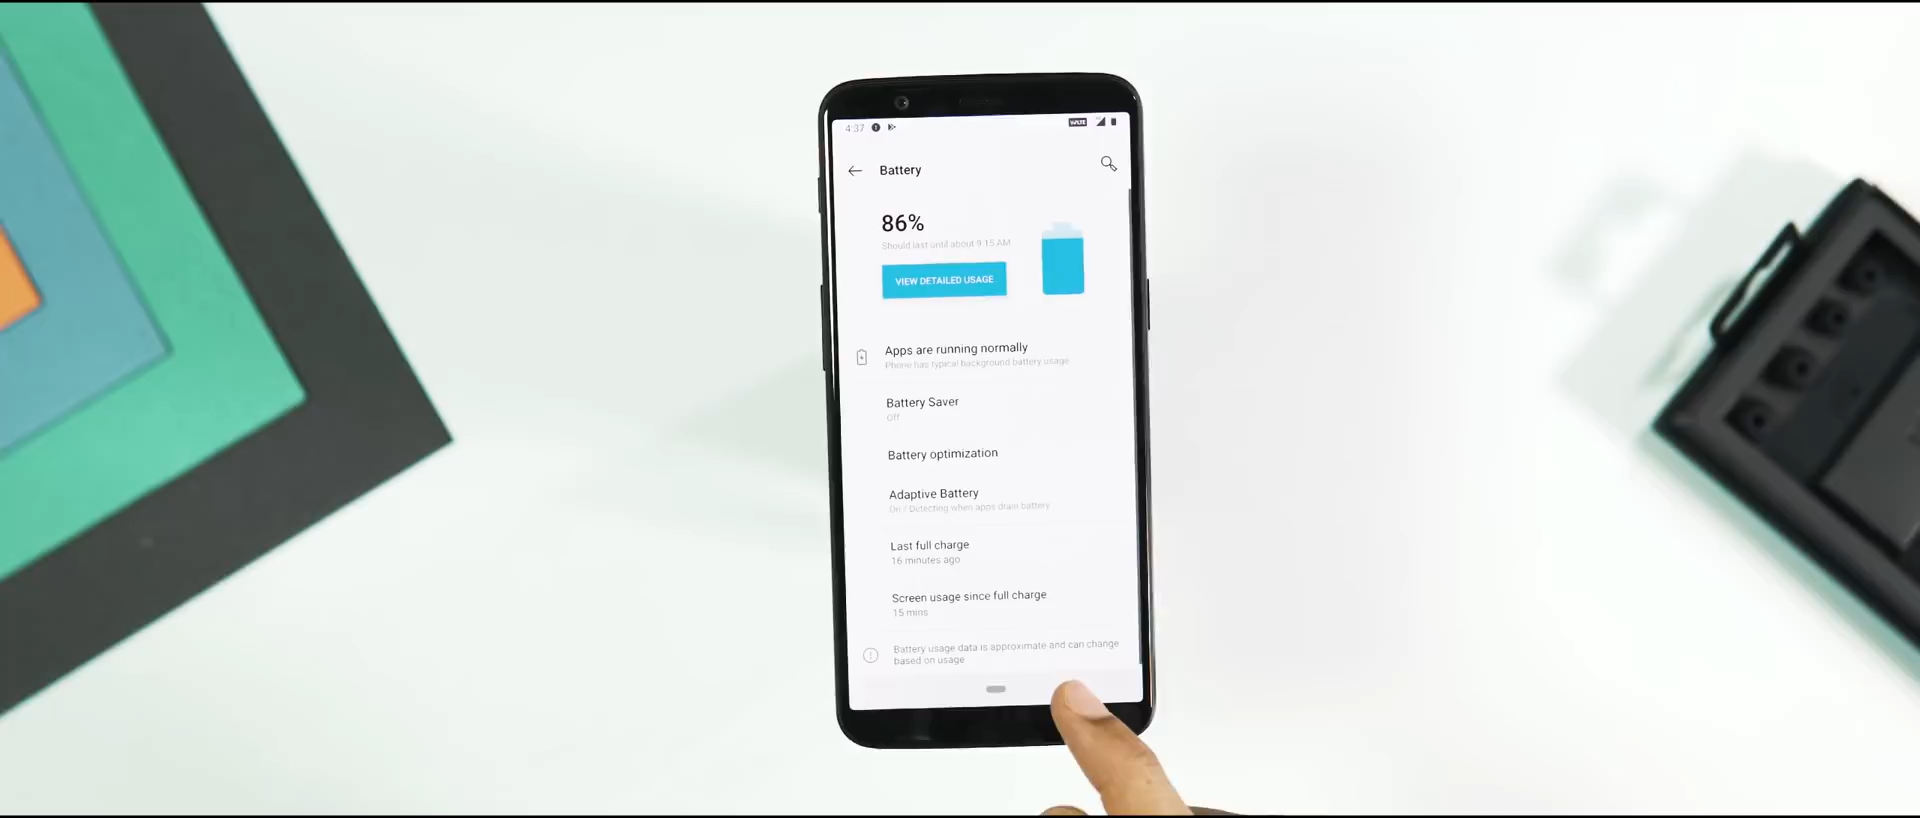 4:37
VoLTE
Battery
86%
Should last until about 9:15 AM
VIEW DETAILED USAGE
Apps are running normally
Phone has typical background battery usage
Battery Saver
Off
Battery optimization
Adaptive Battery
On / Detecting when apps drain battery
Last full charge
16 minutes ago
Screen usage since full charge
15 mins
Battery usage data is approximate and can change
based on usage